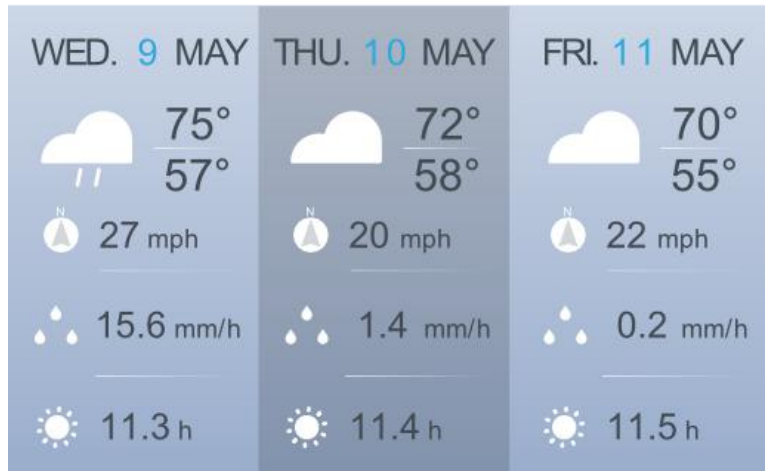 WED. 9 MAY
75°
57°
N
27 mph
15.6 mm/h
11.3 h
THU. 10 MAY
72°
58°
N
20 mph
1.4 mm/h
11.4 h
FRI. 11 MAY
70°
55°
N
22 mph
0.2 mm/h
11.5 h